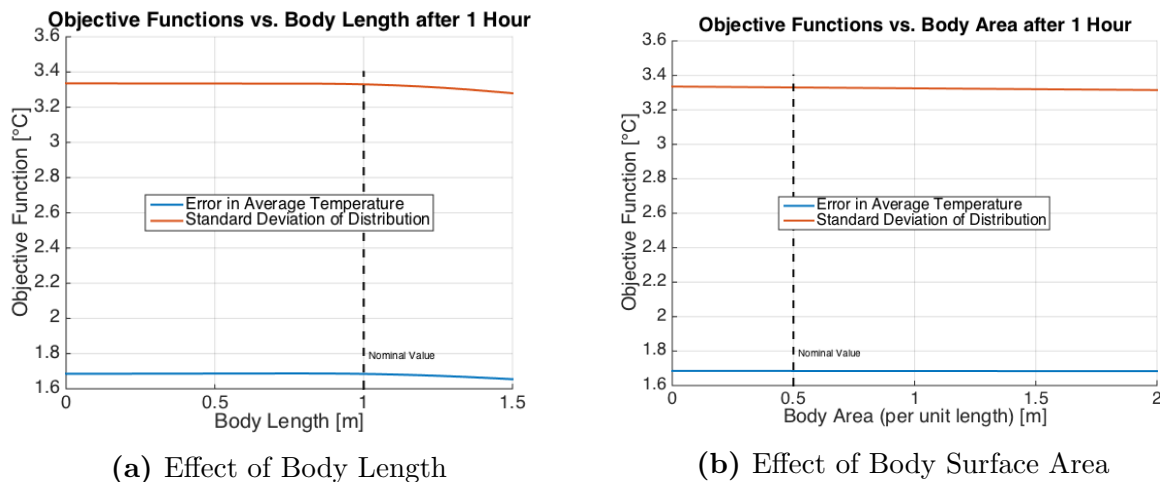 Objective Functions vs. Body Length after 1 Hour
3.6
3.4
3.2
3
2.8
2.6
2.4
2.2
2
1.8
1.6
Objective Function [°C]
Error in Average Temperature
Standard Deviation of Distribution
Nominal Value
0
0.5
1
1.5
Body Length [m]
(a) Effect of Body Length
Objective Functions vs. Body Area after 1 Hour
3.6
3.4
3.2
3
2.8
2.6
2.4
2.2
2
1.8
1.6
Objective Function [°C]
Error in Average Temperature
Standard Deviation of Distribution
Nominal Value
0
0.5
1
1.5
2
Body Area (per unit length) [m]
(b) Effect of Body Surface Area